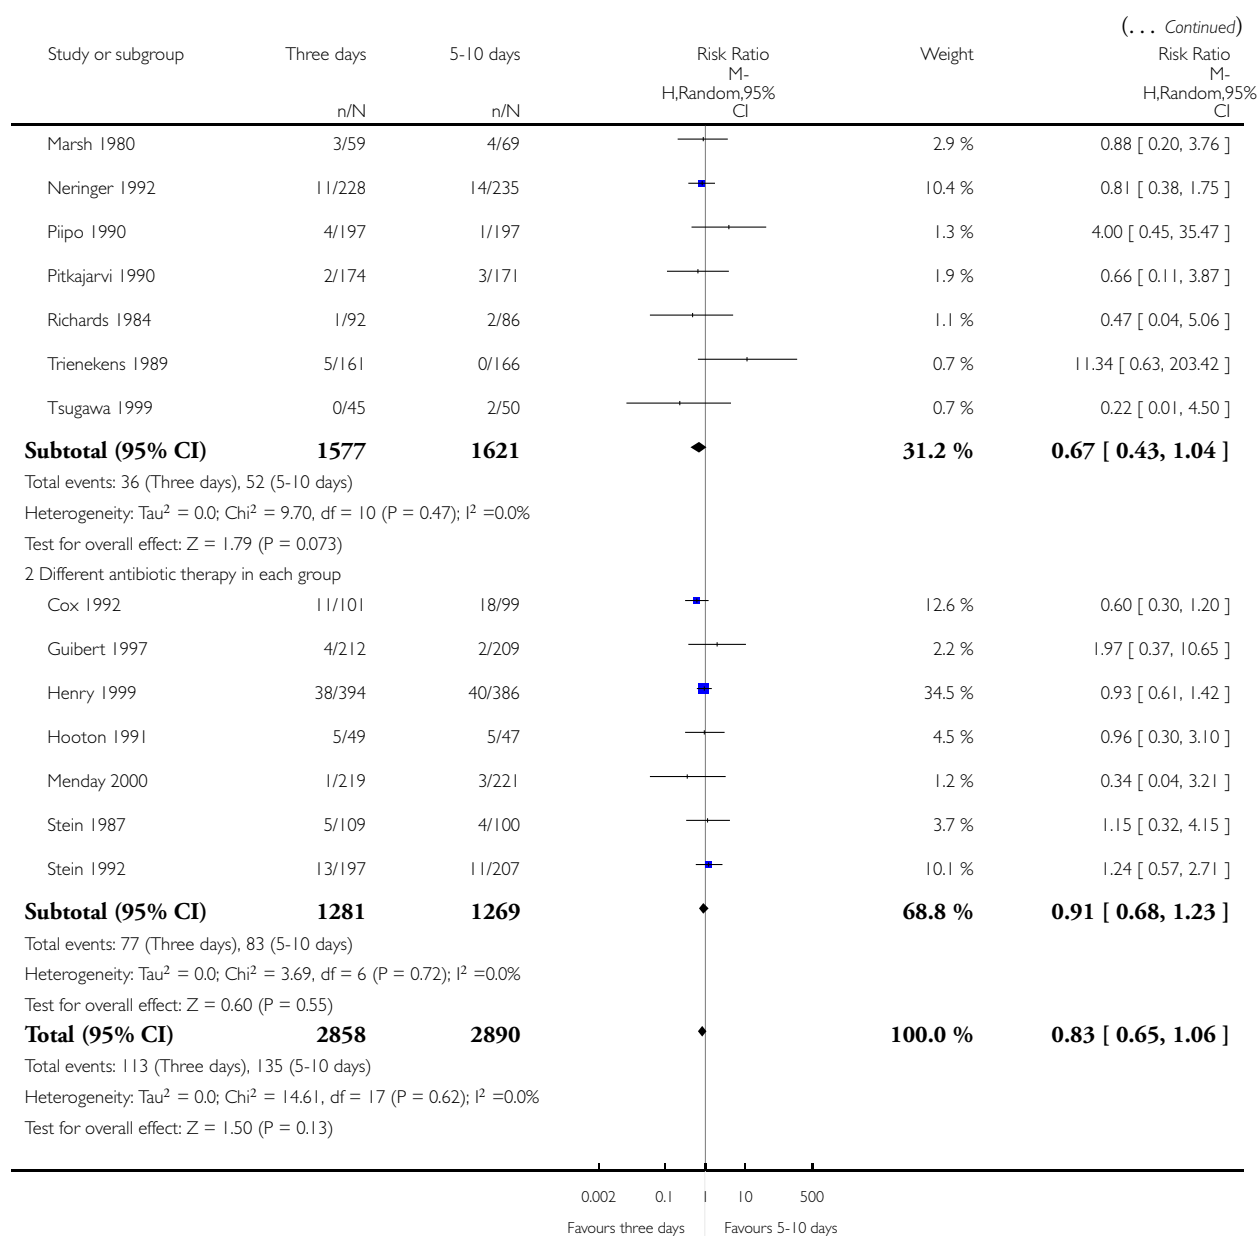 (... Continued)
Study or subgroup Three days 5-10 days Risk Ratio Weight Risk Ratio
M- M-
H,Random,95% H,Random,95%
n/N n/N CI CI
Marsh 1980 3/59 4/69 2.9 % 0.88 [ 0.20, 3.76 ]
Neringer 1992 11/228 14/235 10.4 % 0.81 [ 0.38, 1.75 ]
Piipo 1990 4/197 1/197 1.3 % 4.00 [ 0.45, 35.47 ]
Pitkajarvi 1990 2/174 3/171 1.9 % 0.66 [ 0.11, 3.87 ]
Richards 1984 1/92 2/86 1.1 % 0.47 [ 0.04, 5.06 ]
Trienekens 1989 5/161 0/166 0.7 % 11.34 [ 0.63, 203.42 ]
Tsugawa 1999 0/45 2/50 0.7 % 0.22 [ 0.01, 4.50 ]
Subtotal (95% CI) 1577 1621 31.2 % 0.67 [ 0.43, 1.04 ]
Total events: 36 (Three days), 52 (5-10 days)
Heterogeneity: Tau² = 0.0; Chi² = 9.70, df = 10 (P = 0.47); I² =0.0%
Test for overall effect: Z = 1.79 (P = 0.073)
2 Different antibiotic therapy in each group
Cox 1992 11/101 18/99 12.6 % 0.60 [ 0.30, 1.20 ]
Guibert 1997 4/212 2/209 2.2 % 1.97 [ 0.37, 10.65 ]
Henry 1999 38/394 40/386 34.5 % 0.93 [ 0.61, 1.42 ]
Hooton 1991 5/49 5/47 4.5 % 0.96 [ 0.30, 3.10 ]
Menday 2000 1/219 3/221 1.2 % 0.34 [ 0.04, 3.21 ]
Stein 1987 5/109 4/100 3.7 % 1.15 [ 0.32, 4.15 ]
Stein 1992 13/197 11/207 10.1 % 1.24 [ 0.57, 2.71 ]
Subtotal (95% CI) 1281 1269 68.8 % 0.91 [ 0.68, 1.23 ]
Total events: 77 (Three days), 83 (5-10 days)
Heterogeneity: Tau² = 0.0; Chi² = 3.69, df = 6 (P = 0.72); I² =0.0%
Test for overall effect: Z = 0.60 (P = 0.55)
Total (95% CI) 2858 2890 100.0 % 0.83 [ 0.65, 1.06 ]
Total events: 113 (Three days), 135 (5-10 days)
Heterogeneity: Tau² = 0.0; Chi² = 14.61, df = 17 (P = 0.62); I² =0.0%
Test for overall effect: Z = 1.50 (P = 0.13)
0.002 0.1 1 10 500
Favours three days Favours 5-10 days